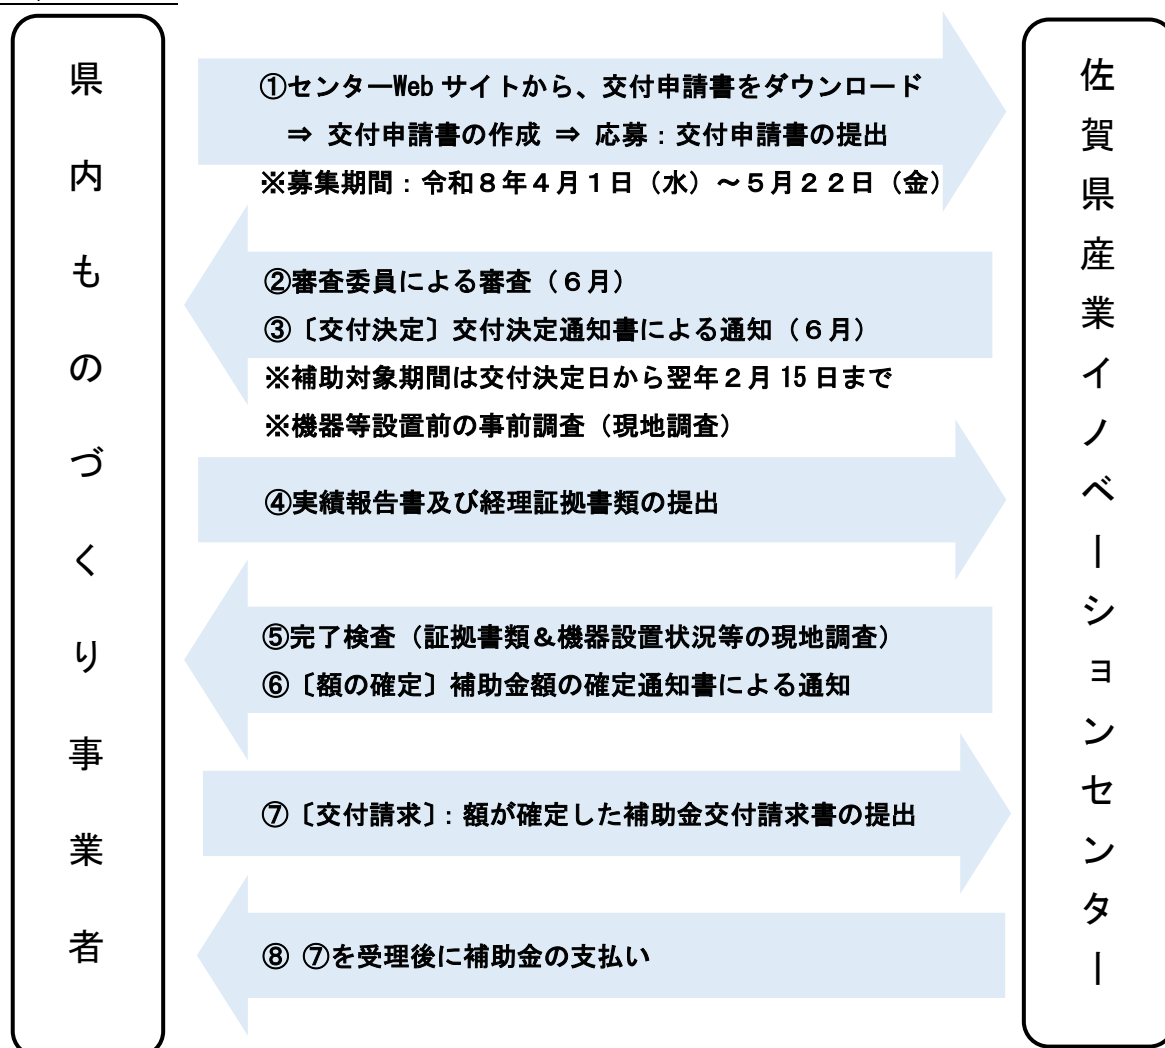 県内ものづくり事業者
①センターWebサイトから、交付申請書をダウンロード
⇒ 交付申請書の作成 ⇒ 応募：交付申請書の提出
※募集期間：令和８年４月１日（水）～５月２２日（金）
②審査委員による審査（６月）
③〔交付決定〕交付決定通知書による通知（６月）
※補助対象期間は交付決定日から翌年２月15日まで
※機器等設置前の事前調査（現地調査）
④実績報告書及び経理証拠書類の提出
⑤完了検査（証拠書類＆機器設置状況等の現地調査）
⑥〔額の確定〕補助金額の確定通知書による通知
⑦〔交付請求〕：額が確定した補助金交付請求書の提出
⑧ ⑦を受理後に補助金の支払い
佐賀県産業イノベーションセンター